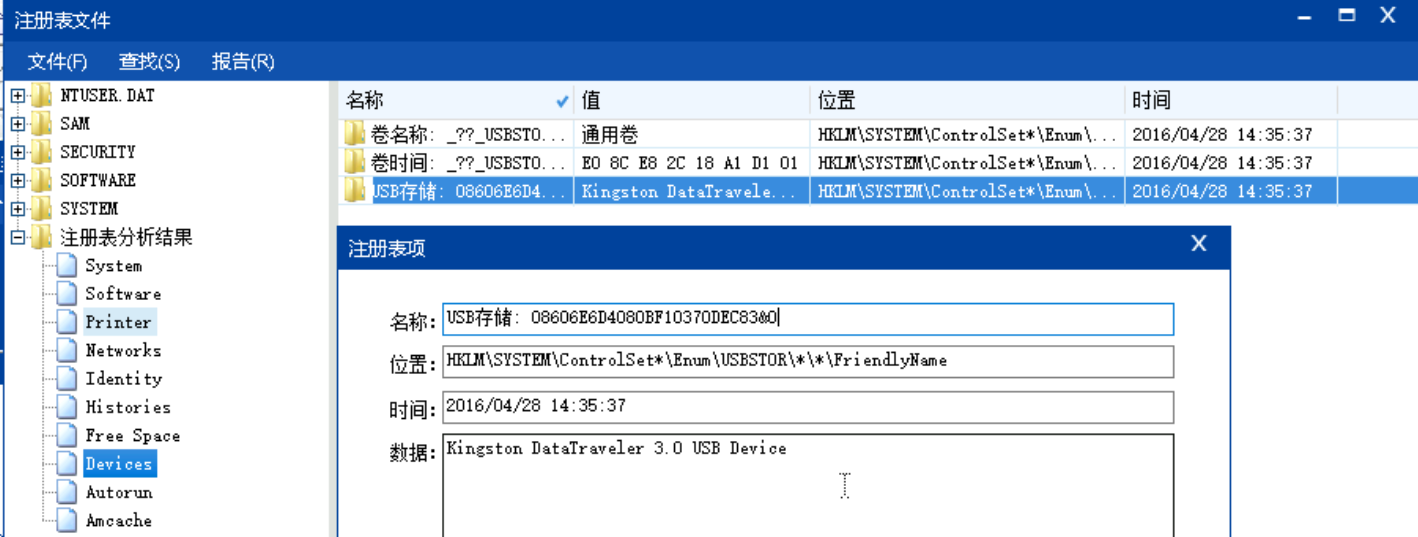 注册表文件
文件(F) 查找(S) 报告(R)
NTUSER.DAT
SAM
SECURITY
SOFTWARE
SYSTEM
注册表分析结果
System
Software
Printer
Networks
Identity
Histories
Free Space
Devices
Autorun
Amcache
名称 值 位置 时间
卷名称: _??_USBSTO... 通用卷 HKLM\SYSTEM\ControlSet*\Enum\... 2016/04/28 14:35:37
卷时间: _??_USBSTO... E0 8C E8 2C 18 A1 D1 01 HKLM\SYSTEM\ControlSet*\Enum\... 2016/04/28 14:35:37
USB存储: 08606E6D4... Kingston DataTravele... HKLM\SYSTEM\ControlSet*\Enum\... 2016/04/28 14:35:37
注册表项
名称: USB存储: 08606E6D4080BF10370DEC83&0
位置: HKLM\SYSTEM\ControlSet*\Enum\USBSTOR\*\*\FriendlyName
时间: 2016/04/28 14:35:37
数据: Kingston DataTraveler 3.0 USB Device